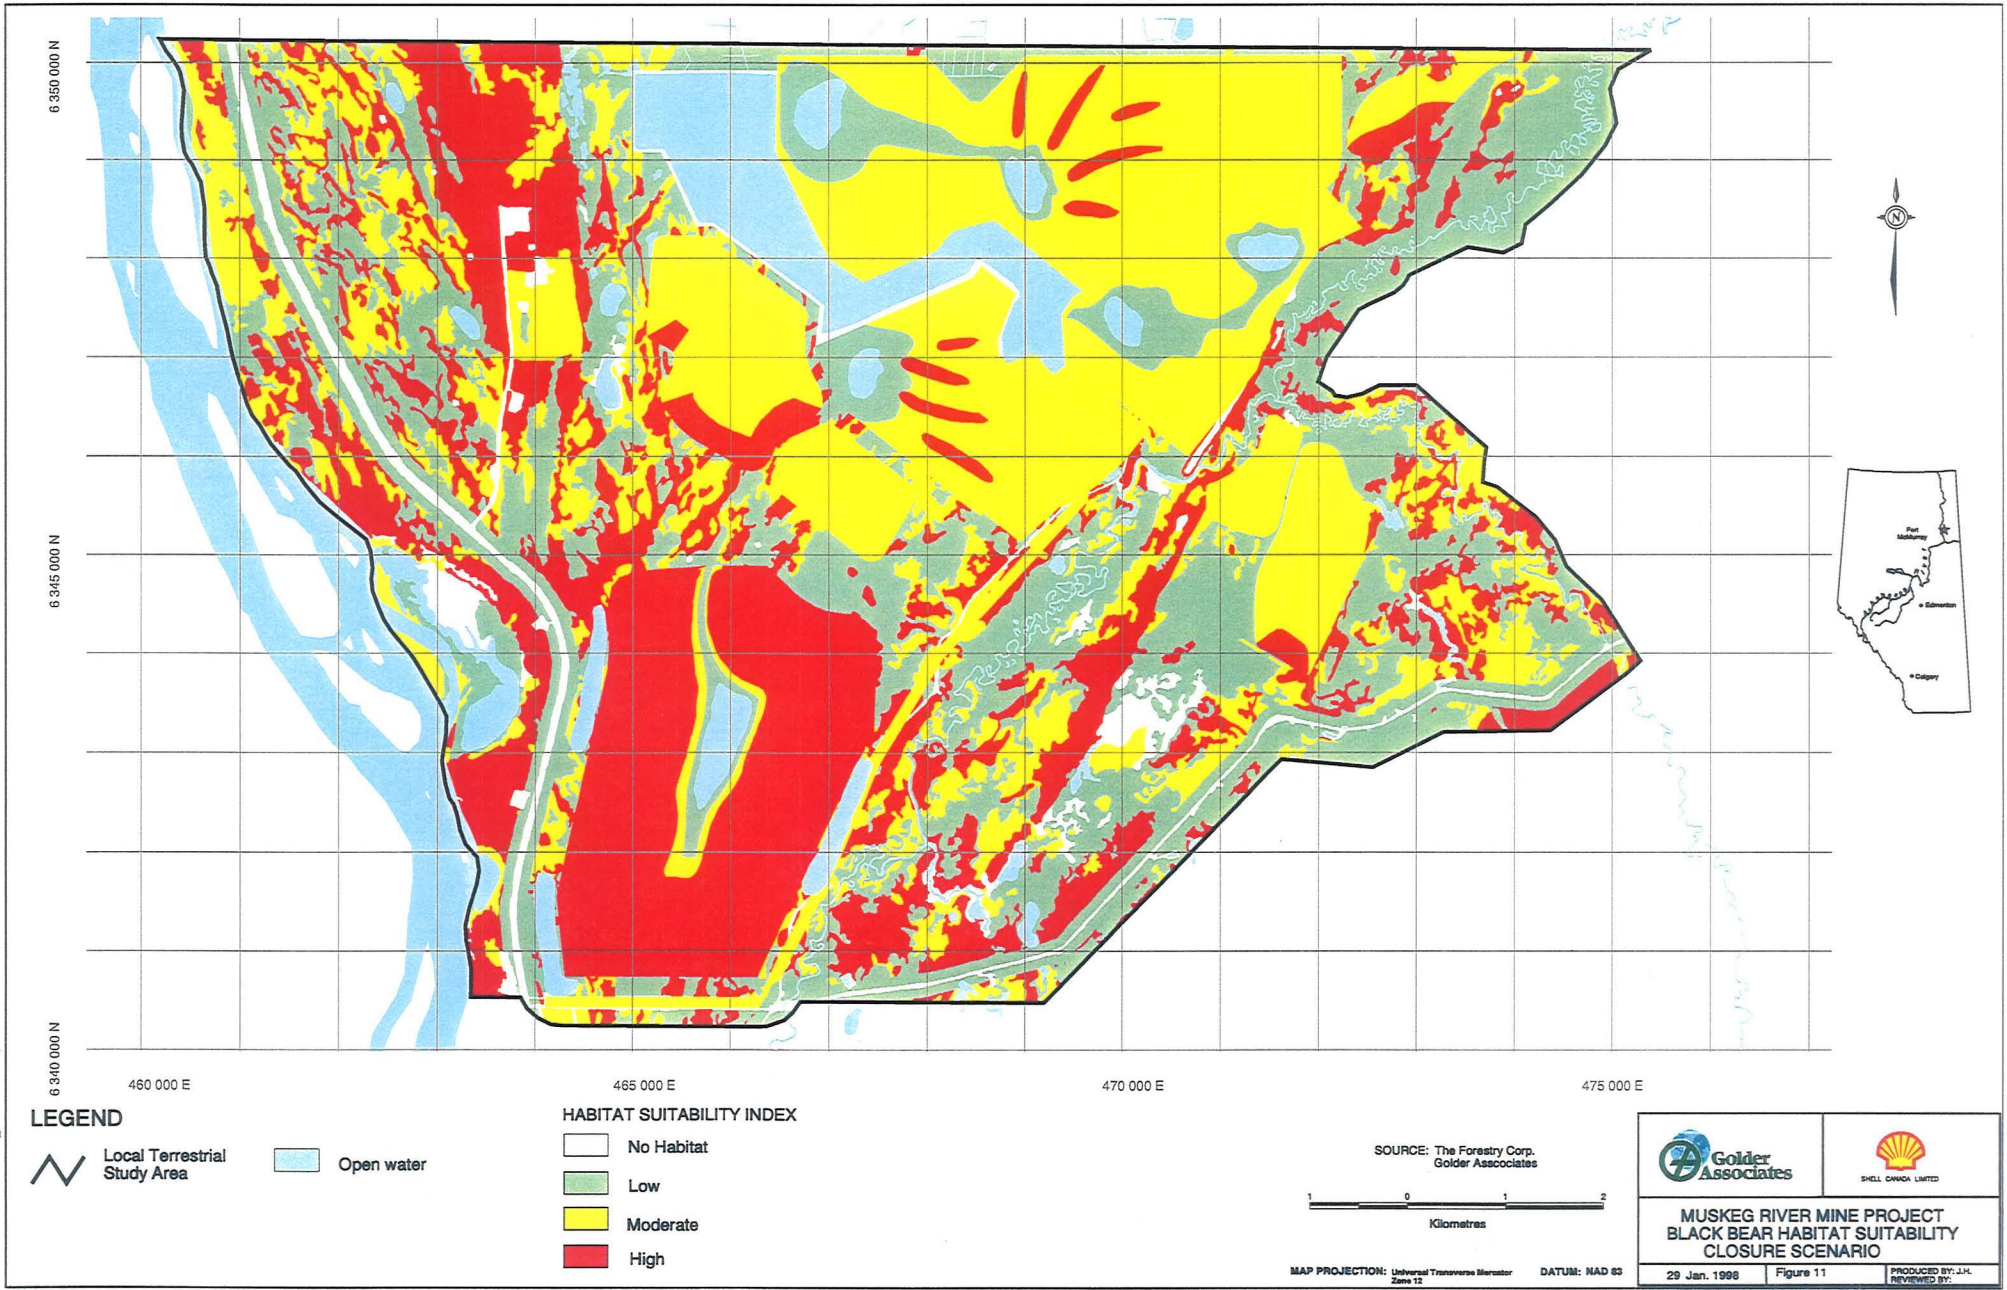 6 350 000 N
6 345 000 N
6 340 000 N
460 000 E
465 000 E
470 000 E
475 000 E
N
Fort
McMurray
Edmonton
Calgary
LEGEND
Local Terrestrial
Study Area
Open water
HABITAT SUITABILITY INDEX
No Habitat
Low
Moderate
High
SOURCE: The Forestry Corp.
Golder Asscociates
1 0 1 2
Kilometres
MAP PROJECTION: Universal Transverse Mercator
Zone 12
DATUM: NAD 83
Golder
Associates
SHELL CANADA LIMITED
MUSKEG RIVER MINE PROJECT
BLACK BEAR HABITAT SUITABILITY
CLOSURE SCENARIO
29 Jan. 1998
Figure 11
PRODUCED BY: J.H.
REVIEWED BY: